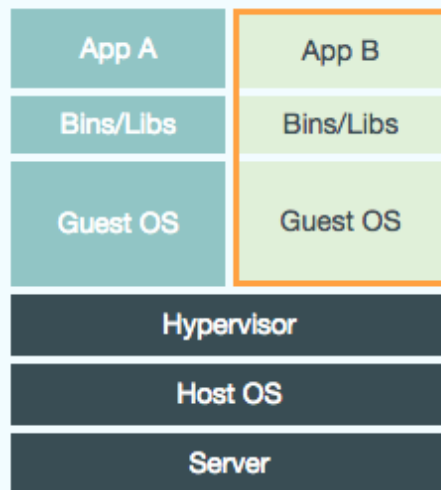 App A
App B
Bins/Libs
Bins/Libs
Guest OS
Guest OS
Hypervisor
Host OS
Server